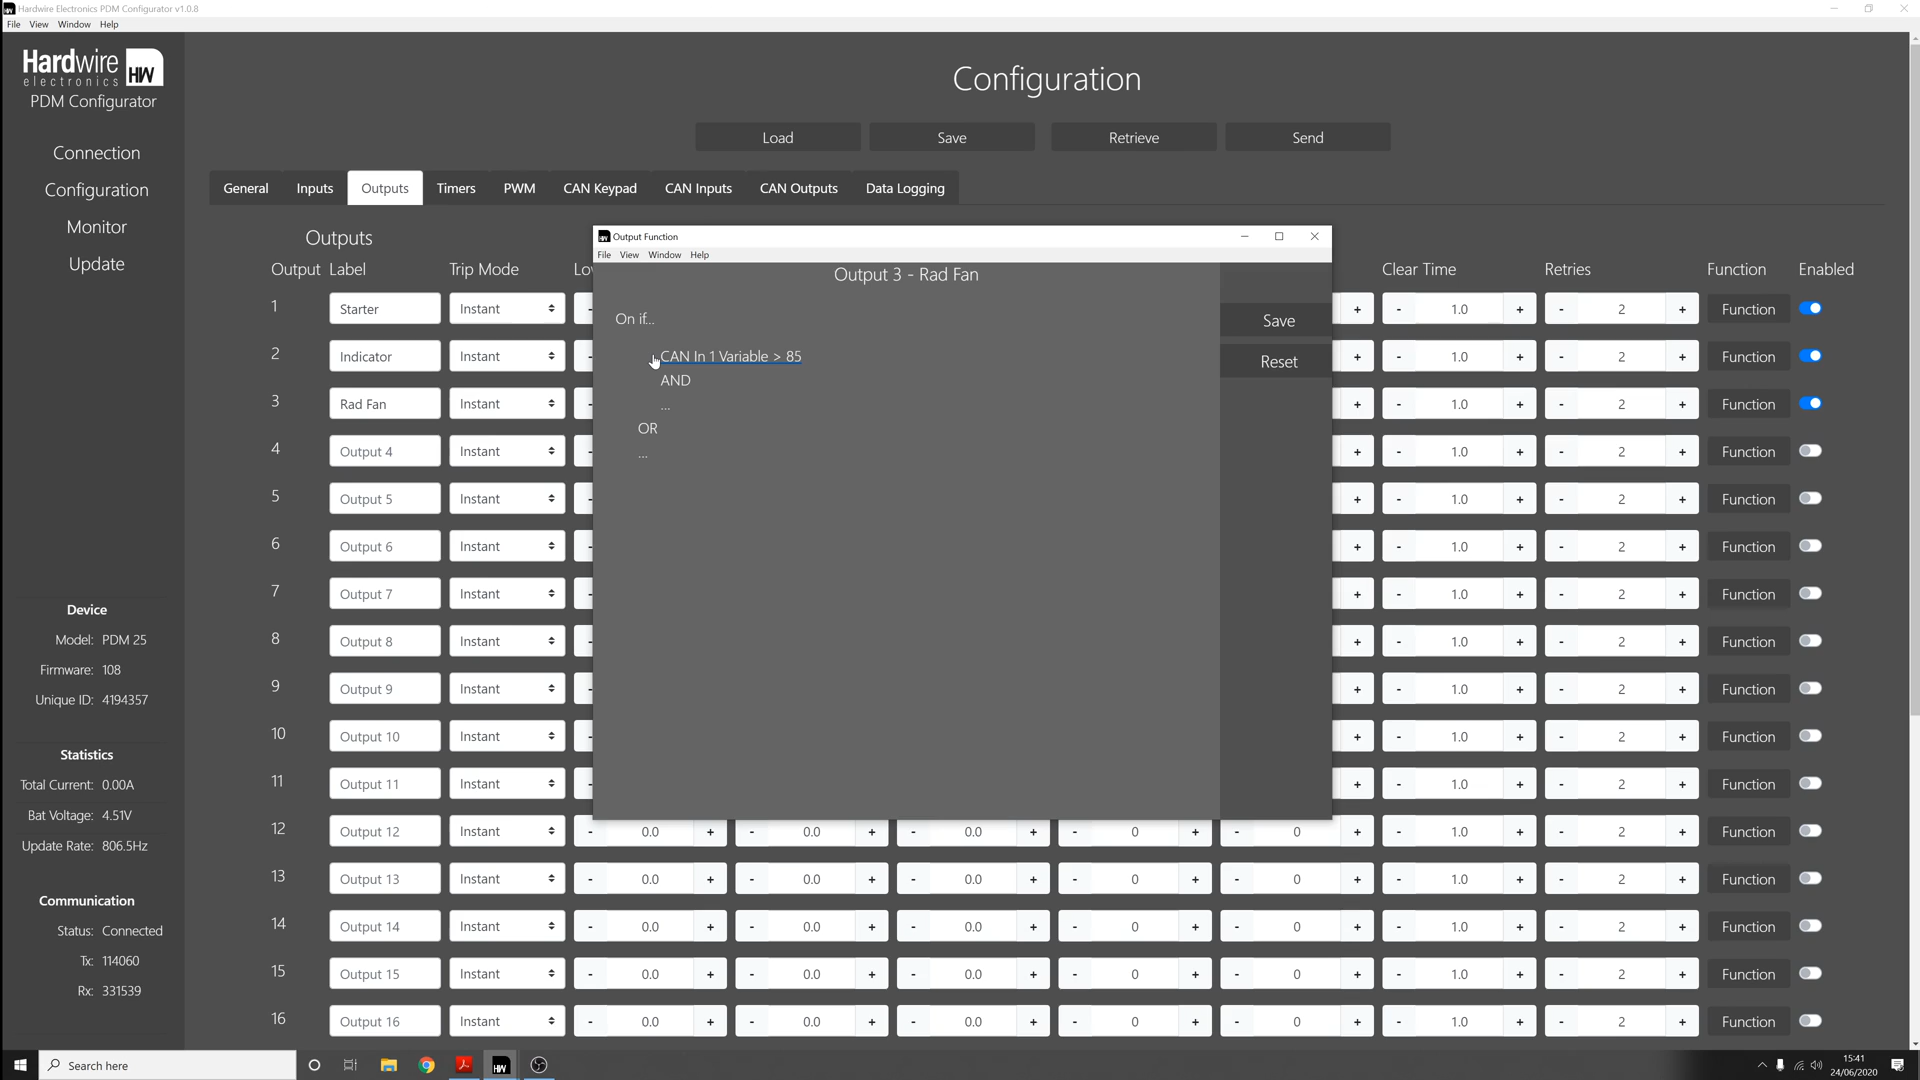 Hardwire Electronics PDM Configurator v1.0.8
File View Window Help
Hardwire HW
electronics
PDM Configurator
Connection
Configuration
Monitor
Update
Configuration
Load Save Retrieve Send
General Inputs Outputs Timers PWM CAN Keypad CAN Inputs CAN Outputs Data Logging
Outputs
Output Label Trip Mode Lo Clear Time Retries Function Enabled
Output Function
File View Window Help
Output 3 - Rad Fan
On if...
CAN In 1 Variable > 85
AND
...
OR
...
Save
Reset
1 Starter Instant - + - 1.0 + - 2 + Function
2 Indicator Instant - + - 1.0 + - 2 + Function
3 Rad Fan Instant - + - 1.0 + - 2 + Function
4 Output 4 Instant - + - 1.0 + - 2 + Function
5 Output 5 Instant - + - 1.0 + - 2 + Function
6 Output 6 Instant - + - 1.0 + - 2 + Function
7 Output 7 Instant - + - 1.0 + - 2 + Function
8 Output 8 Instant - + - 1.0 + - 2 + Function
9 Output 9 Instant - + - 1.0 + - 2 + Function
10 Output 10 Instant - + - 1.0 + - 2 + Function
11 Output 11 Instant - + - 1.0 + - 2 + Function
12 Output 12 Instant - 0.0 + - 0.0 + - 0.0 + - 0 + - 0 + - 1.0 + - 2 + Function
13 Output 13 Instant - 0.0 + - 0.0 + - 0.0 + - 0 + - 0 + - 1.0 + - 2 + Function
14 Output 14 Instant - 0.0 + - 0.0 + - 0.0 + - 0 + - 0 + - 1.0 + - 2 + Function
15 Output 15 Instant - 0.0 + - 0.0 + - 0.0 + - 0 + - 0 + - 1.0 + - 2 + Function
16 Output 16 Instant - 0.0 + - 0.0 + - 0.0 + - 0 + - 0 + - 1.0 + - 2 + Function
Device
Model: PDM 25
Firmware: 108
Unique ID: 4194357
Statistics
Total Current: 0.00A
Bat Voltage: 4.51V
Update Rate: 806.5Hz
Communication
Status: Connected
Tx: 114060
Rx: 331539
Search here
15:41
24/06/2020